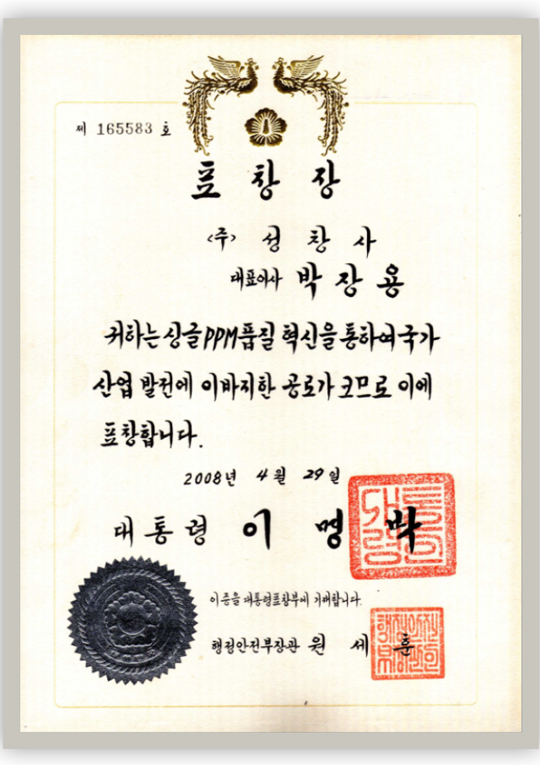 제 165583 호
표창장
(주) 성창사
대표이사 박장용
귀하는 싱글PPM품질 혁신을 통하여 국가
산업 발전에 이바지한 공로가 크므로 이에
표창합니다.
2008년 4월 29일
대통령 이명박
이 증을 대통령표창부에 기재합니다.
행정안전부장관 원세훈